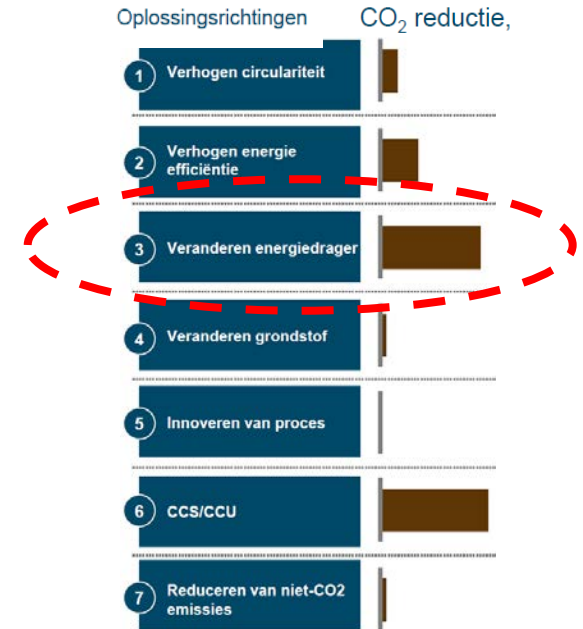 Oplossingsrichtingen CO₂ reductie,
1 Verhogen circulariteit
2 Verhogen energie
efficiëntie
3 Veranderen energiedrager
4 Veranderen grondstof
5 Innoveren van proces
6 CCS/CCU
7 Reduceren van niet-CO2
emissies